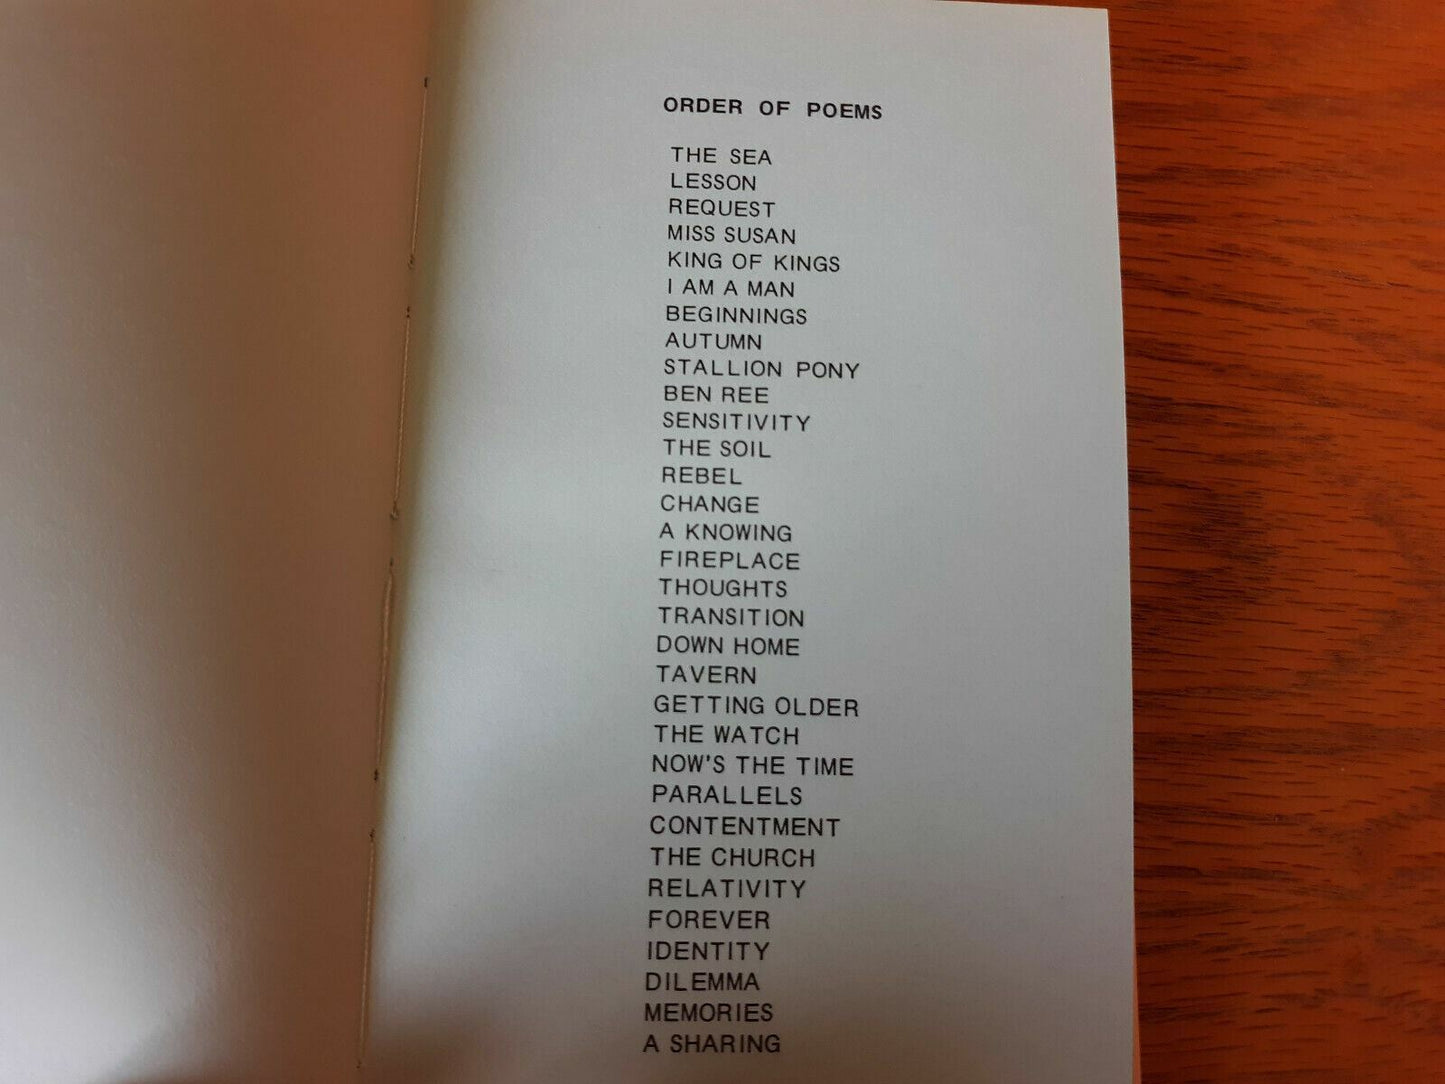 ORDER OF POEMS
THE SEA
LESSON
REQUEST
MISS SUSAN
KING OF KINGS
I AM A MAN
BEGINNINGS
AUTUMN
STALLION PONY
BEN REE
SENSITIVITY
THE SOIL
REBEL
CHANGE
A KNOWING
FIREPLACE
THOUGHTS
TRANSITION
DOWN HOME
TAVERN
GETTING OLDER
THE WATCH
NOW'S THE TIME
PARALLELS
CONTENTMENT
THE CHURCH
RELATIVITY
FOREVER
IDENTITY
DILEMMA
MEMORIES
A SHARING